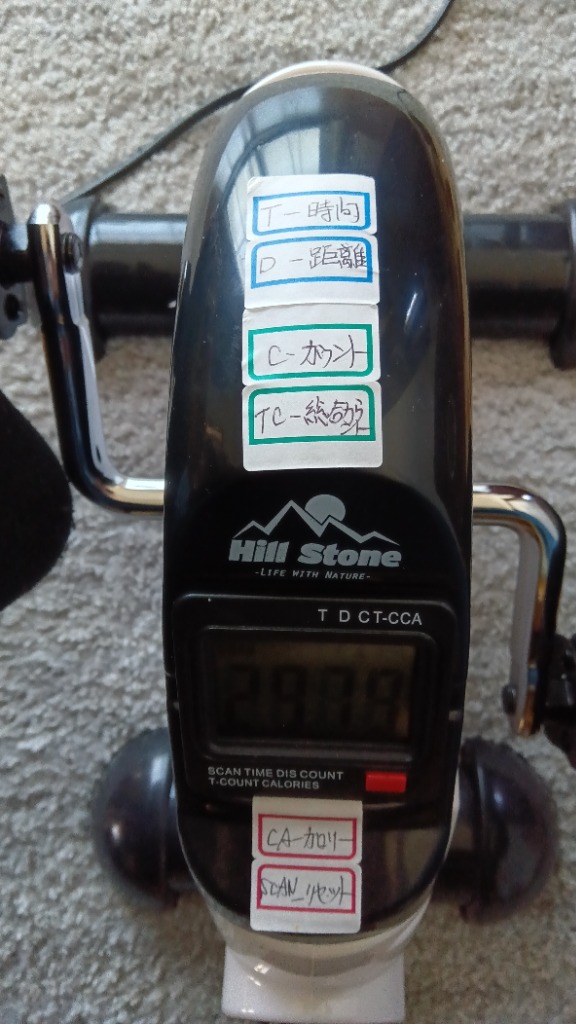 T－時间
D－距離
C－カウント
TC－総合カウ
ント
Hill Stone
-LIFE WITH NATURE-
T D CT-CCA
SCAN TIME DIS COUNT
T-COUNT CALORIES
CA－カロリー
SCAN_リセット